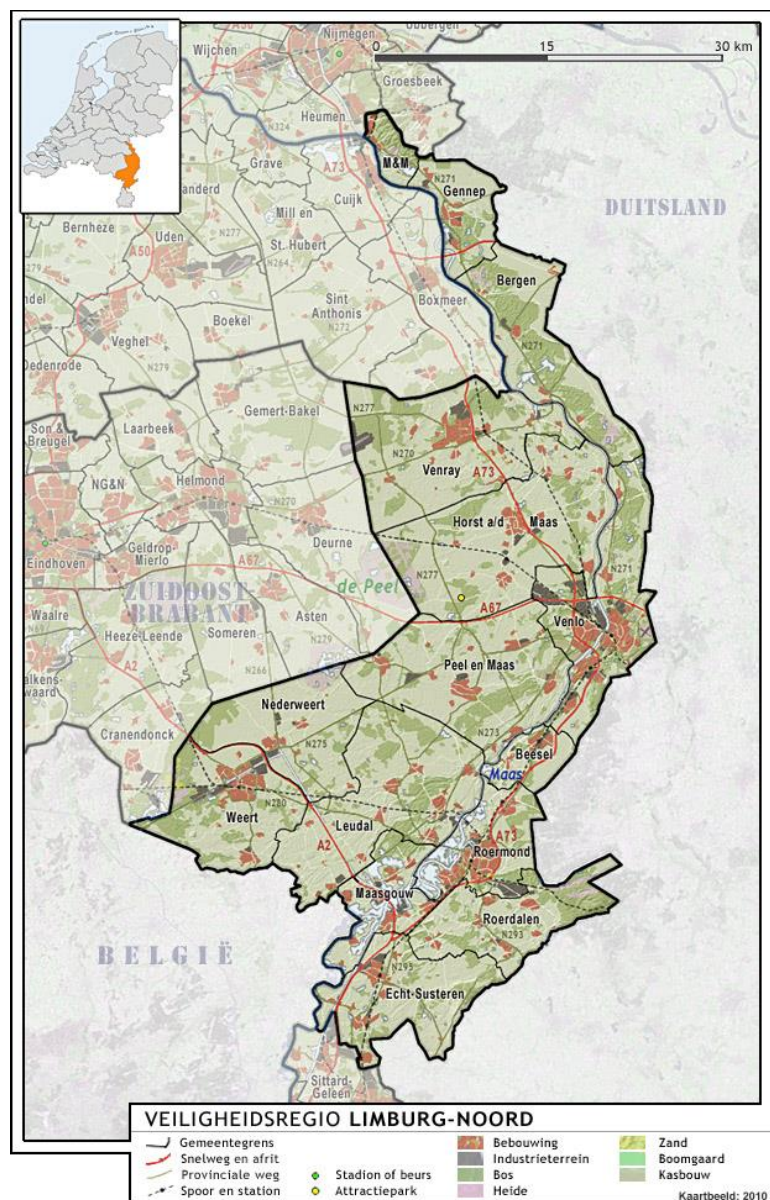 Nijmegen
Ubbergen
Wijchen
A50
0 15 30 km
Groesbeek
Heumen
N324
Grave
A73
M&M
N271
Cuijk
Gennep
DUITSLAND
Mill en
St. Hubert
Bernheze
Uden
N277
A50
N264
Bergen
Sint
Anthonis
Boxmeer
Boekel
N272
Veghel
N279
N271
Gemert-Bakel
N277
Laarbeek
Son &
Breugel
N270
Venray
A73
NG&N
Helmond
N270
Horst a/d Maas
Geldrop-
Mierlo
Deurne
Eindhoven
A67
de Peel
N277
N271
ZUIDOOST-
BRABANT
A67
Waalre
Asten
Venlo
Heeze-Leende
Someren
N279
Peel en Maas
A2
N266
Nederweert
Cranendonck
N273
N275
Beesel
Maas
N280
Weert
Leudal
A2
A73
Roermond
Maasgouw
Roerdalen
N293
BELGIË
N295
Echt-Susteren
Sittard-
Geleen
VEILIGHEIDSREGIO LIMBURG-NOORD
Gemeentegrens
Bebouwing
Zand
Snelweg en afrit
Industrieterrein
Boomgaard
Provinciale weg
Stadion of beurs
Bos
Kasbouw
Spoor en station
Attractiepark
Heide
Kaartbeeld: 2010